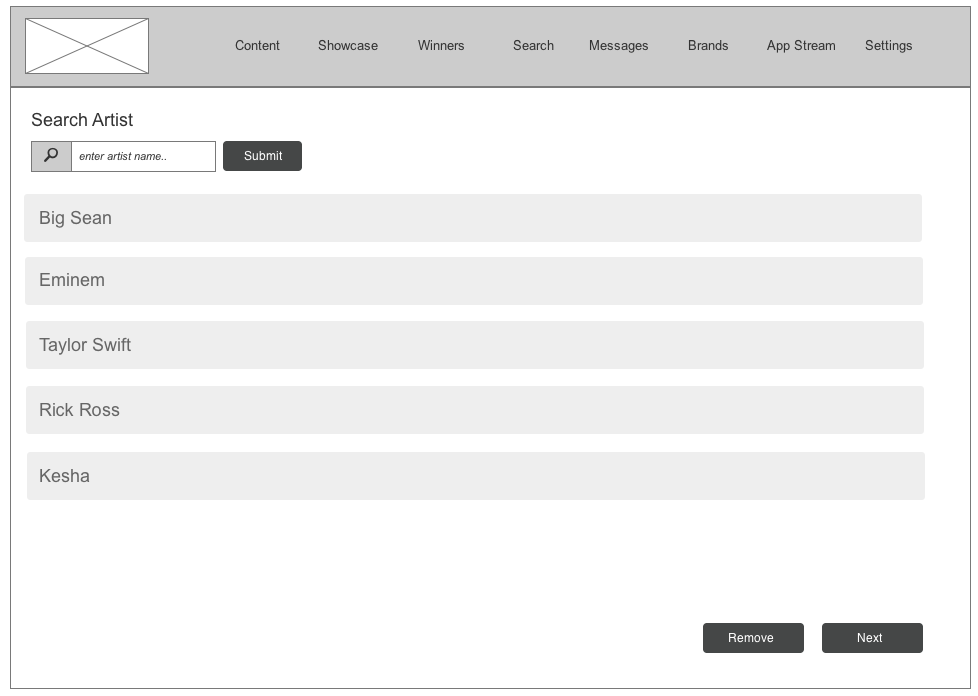 Content Showcase Winners Search Messages Brands App Stream Settings
Search Artist
enter artist name.. Submit
Big Sean
Eminem
Taylor Swift
Rick Ross
Kesha
Remove Next